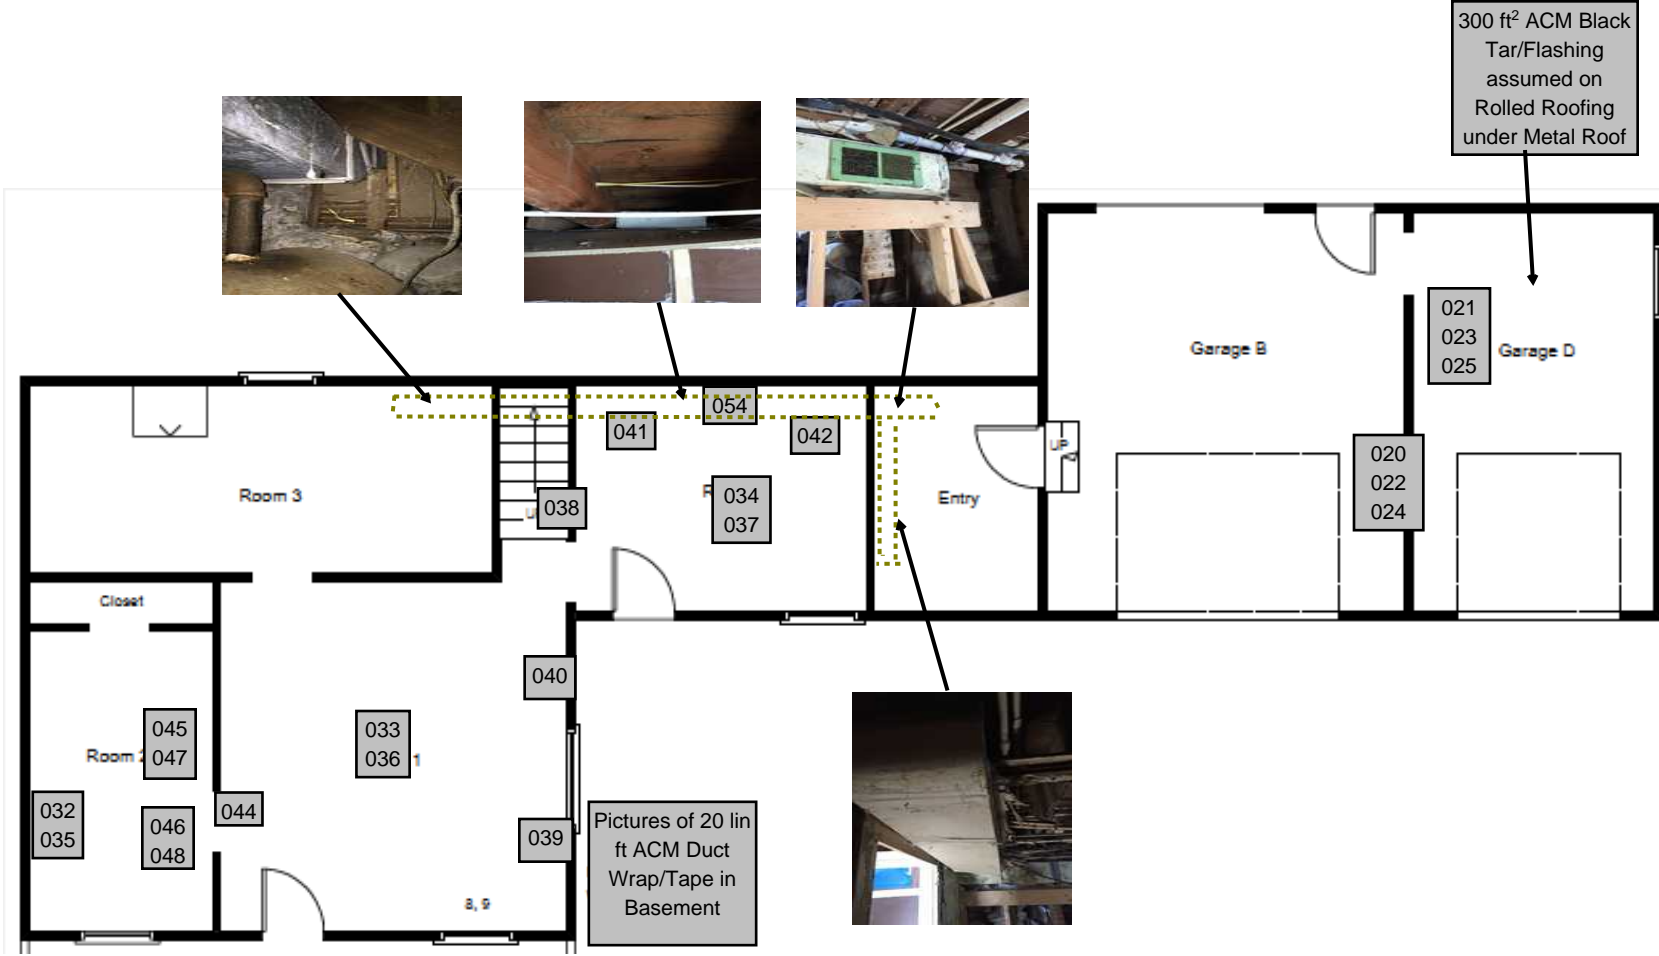 300 ft² ACM Black
Tar/Flashing
assumed on
Rolled Roofing
under Metal Roof
021
023
025
Garage B
Garage D
054
041
042
020
022
024
UP
Room 3
034
037
Entry
038
Closet
040
045
047
Room
033
036
1
032
035
044
046
048
039
Pictures of 20 lin
ft ACM Duct
Wrap/Tape in
Basement
8, 9